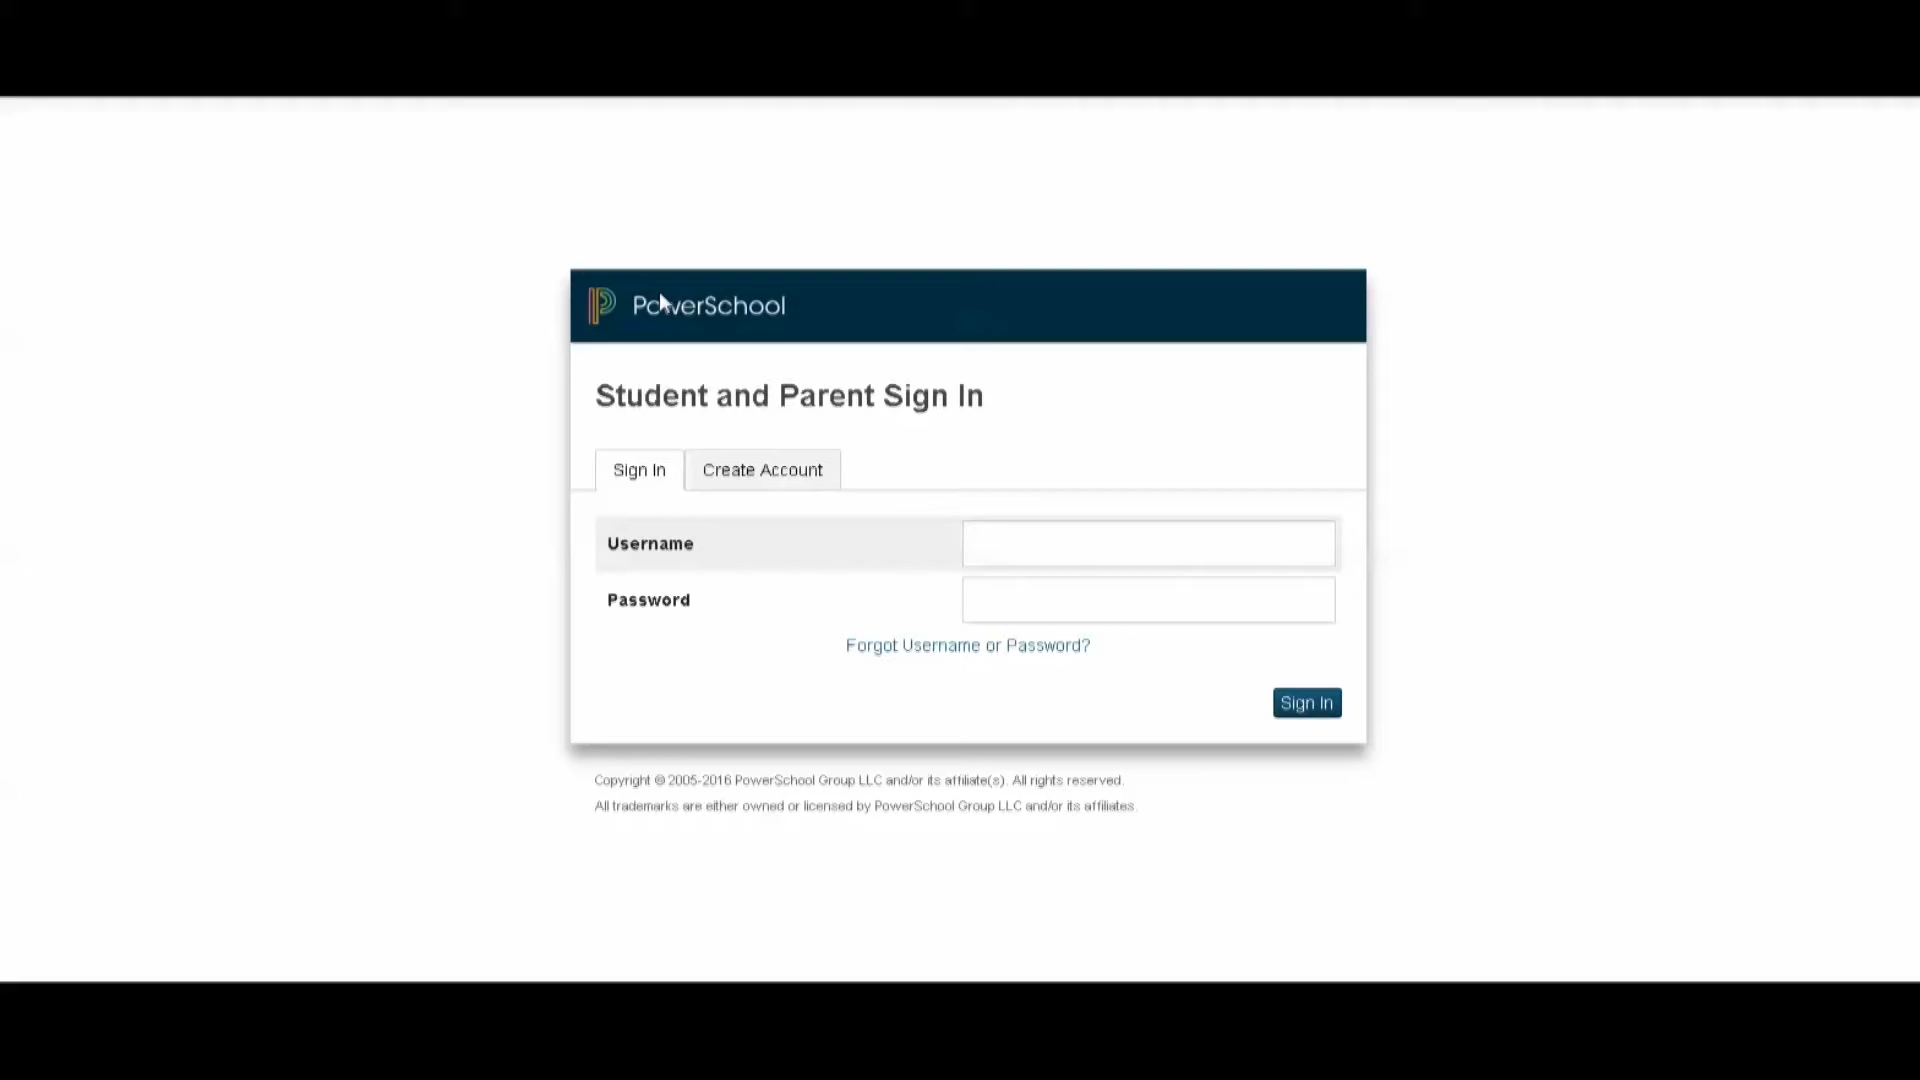 PowerSchool
Student and Parent Sign In
Sign In
Create Account
Username
Password
Forgot Username or Password?
Sign In
Copyright © 2005-2016 PowerSchool Group LLC and/or its affiliate(s). All rights reserved.
All trademarks are either owned or licensed by PowerSchool Group LLC and/or its affiliates.